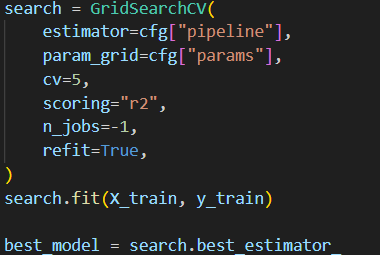 search = GridSearchCV(
    estimator=cfg["pipeline"],
    param_grid=cfg["params"],
    cv=5,
    scoring="r2",
    n_jobs=-1,
    refit=True,
)
search.fit(X_train, y_train)

best_model = search.best_estimator_